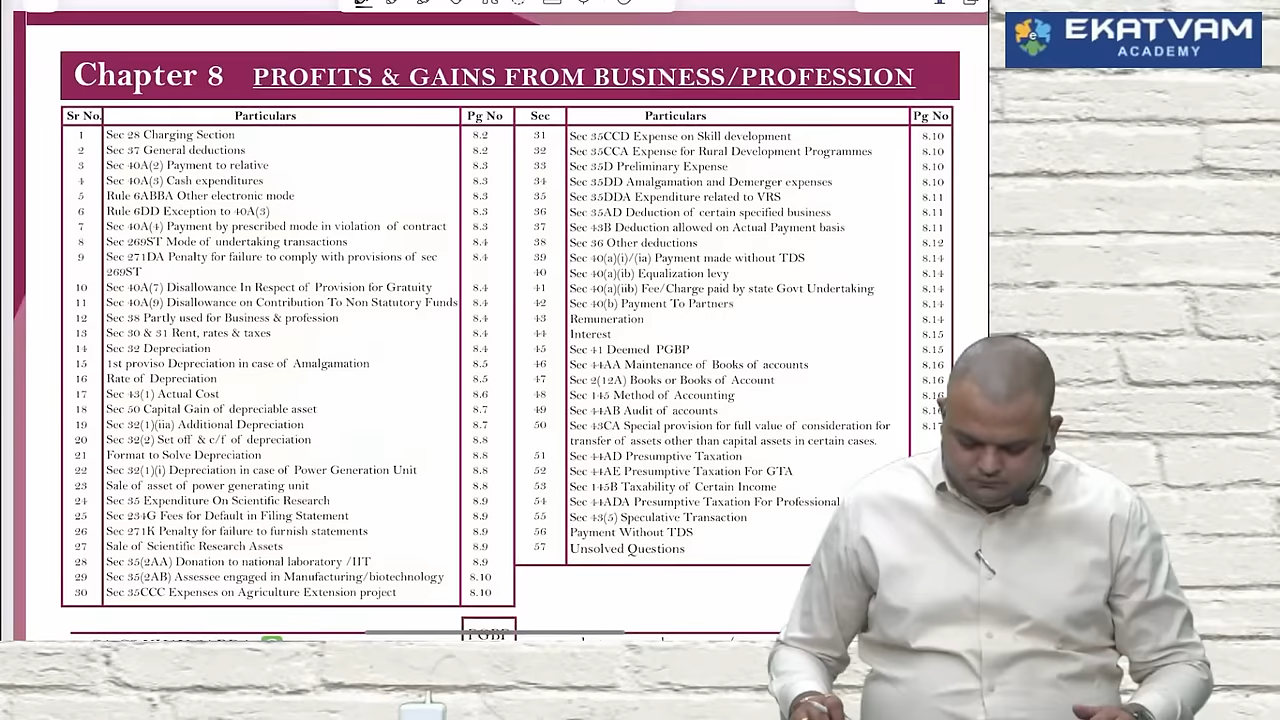 EKATVAM
ACADEMY
Chapter 8 PROFITS & GAINS FROM BUSINESS/PROFESSION
Sr No. Particulars Pg No
1 Sec 28 Charging Section 8.2
2 Sec 37 General deductions 8.2
3 Sec 40A(2) Payment to relative 8.3
4 Sec 40A(3) Cash expenditures 8.3
5 Rule 6ABBA Other electronic mode 8.3
6 Rule 6DD Exception to 40A(3) 8.3
7 Sec 40A(4) Payment by prescribed mode in violation of contract 8.3
8 Sec 269ST Mode of undertaking transactions 8.4
9 Sec 271DA Penalty for failure to comply with provisions of sec 8.4
269ST
10 Sec 40A(7) Disallowance In Respect of Provision for Gratuity 8.4
11 Sec 40A(9) Disallowance on Contribution To Non Statutory Funds 8.4
12 Sec 38 Partly used for Business & profession 8.4
13 Sec 30 & 31 Rent, rates & taxes 8.4
14 Sec 32 Depreciation 8.4
15 1st proviso Depreciation in case of Amalgamation 8.5
16 Rate of Depreciation 8.5
17 Sec 43(1) Actual Cost 8.6
18 Sec 50 Capital Gain of depreciable asset 8.7
19 Sec 32(1)(iia) Additional Depreciation 8.7
20 Sec 32(2) Set off & c/f of depreciation 8.8
21 Format to Solve Depreciation 8.8
22 Sec 32(1)(i) Depreciation in case of Power Generation Unit 8.8
23 Sale of asset of power generating unit 8.8
24 Sec 35 Expenditure On Scientific Research 8.9
25 Sec 234G Fees for Default in Filing Statement 8.9
26 Sec 271K Penalty for failure to furnish statements 8.9
27 Sale of Scientific Research Assets 8.9
28 Sec 35(2AA) Donation to national laboratory /IIT 8.9
29 Sec 35(2AB) Assessee engaged in Manufacturing/biotechnology 8.10
30 Sec 35CCC Expenses on Agriculture Extension project 8.10
Sec Particulars Pg No
31 Sec 35CCD Expense on Skill development 8.10
32 Sec 35CCA Expense for Rural Development Programmes 8.10
33 Sec 35D Preliminary Expense 8.10
34 Sec 35DD Amalgamation and Demerger expenses 8.10
35 Sec 35DDA Expenditure related to VRS 8.11
36 Sec 35AD Deduction of certain specified business 8.11
37 Sec 43B Deduction allowed on Actual Payment basis 8.11
38 Sec 36 Other deductions 8.12
39 Sec 40(a)(i)/(ia) Payment made without TDS 8.14
40 Sec 40(a)(ib) Equalization levy 8.14
41 Sec 40(a)(iib) Fee/Charge paid by state Govt Undertaking 8.14
42 Sec 40(b) Payment To Partners 8.14
43 Remuneration 8.14
44 Interest 8.15
45 Sec 41 Deemed PGBP 8.15
46 Sec 44AA Maintenance of Books of accounts 8.16
47 Sec 2(12A) Books or Books of Account 8.16
48 Sec 145 Method of Accounting 8.16
49 Sec 44AB Audit of accounts
50 Sec 43CA Special provision for full value of consideration for
transfer of assets other than capital assets in certain cases.
51 Sec 44AD Presumptive Taxation
52 Sec 44AE Presumptive Taxation For GTA
53 Sec 145B Taxability of Certain Income
54 Sec 44ADA Presumptive Taxation For Professional
55 Sec 43(5) Speculative Transaction
56 Payment Without TDS
57 Unsolved Questions
PGBP